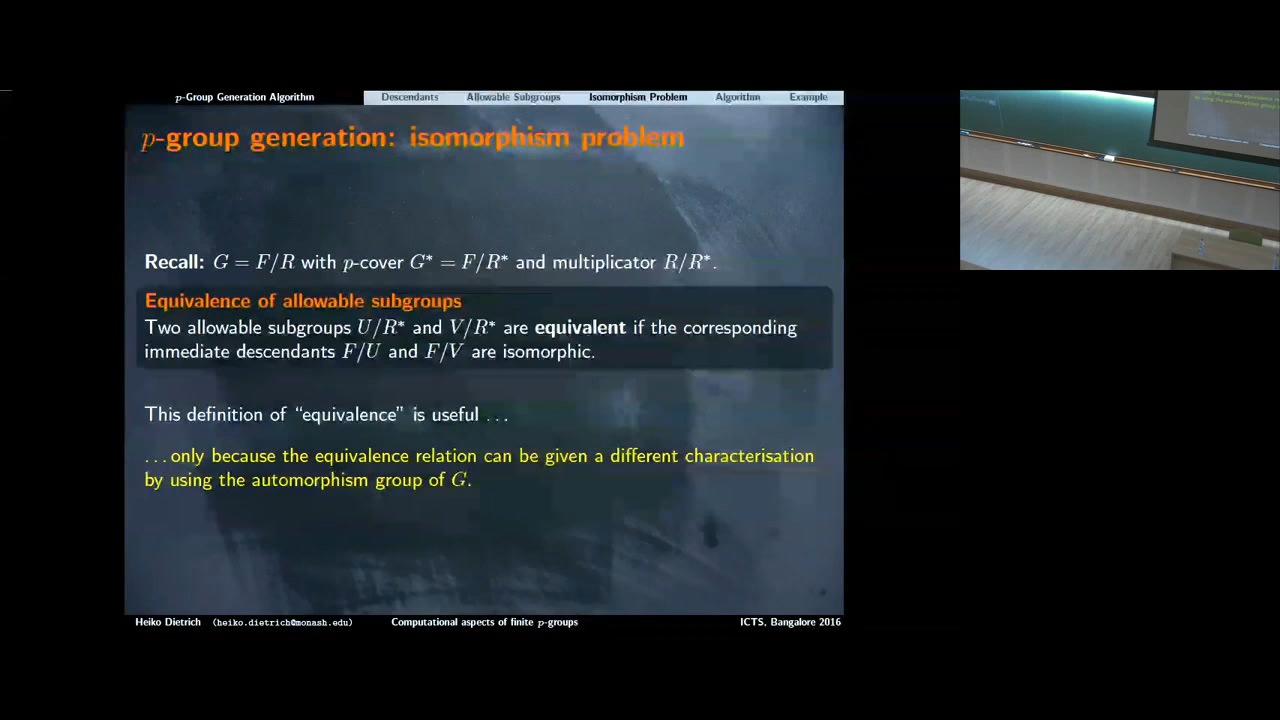 p-Group Generation Algorithm Descendants Allowable Subgroups Isomorphism Problem Algorithm Example
p-group generation: isomorphism problem
Recall: G = F/R with p-cover G* = F/R* and multiplicator R/R*.
Equivalence of allowable subgroups
Two allowable subgroups U/R* and V/R* are equivalent if the corresponding
immediate descendants F/U and F/V are isomorphic.
This definition of “equivalence” is useful ...
...only because the equivalence relation can be given a different characterisation
by using the automorphism group of G.
Heiko Dietrich (heiko.dietrich@monash.edu) Computational aspects of finite p-groups ICTS, Bangalore 2016